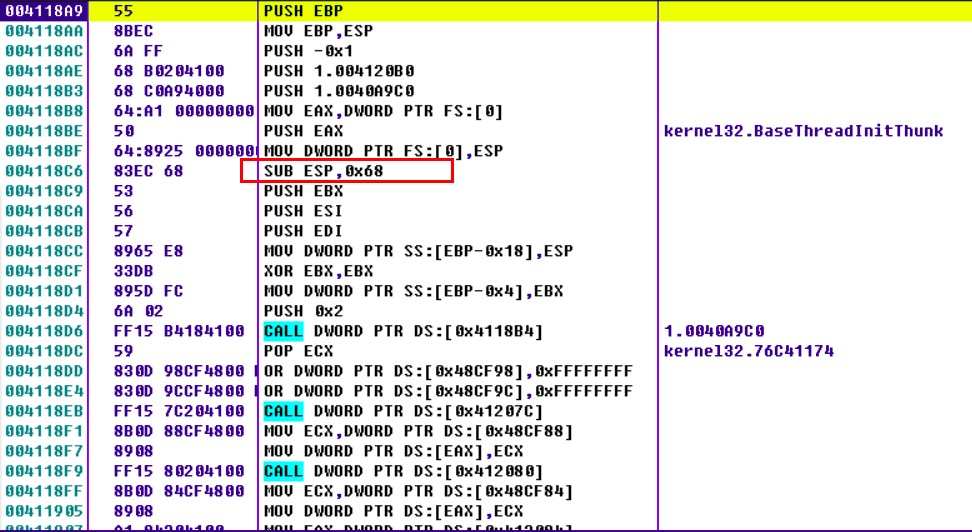 004118A9 55 PUSH EBP
004118AA 8BEC MOV EBP,ESP
004118AC 6A FF PUSH -0x1
004118AE 68 B0204100 PUSH 1.004120B0
004118B3 68 C0A94000 PUSH 1.0040A9C0
004118B8 64:A1 00000000 MOV EAX,DWORD PTR FS:[0]
004118BE 50 PUSH EAX kernel32.BaseThreadInitThunk
004118BF 64:8925 0000000 MOV DWORD PTR FS:[0],ESP
004118C6 83EC 68 SUB ESP,0x68
004118C9 53 PUSH EBX
004118CA 56 PUSH ESI
004118CB 57 PUSH EDI
004118CC 8965 E8 MOV DWORD PTR SS:[EBP-0x18],ESP
004118CF 33DB XOR EBX,EBX
004118D1 895D FC MOV DWORD PTR SS:[EBP-0x4],EBX
004118D4 6A 02 PUSH 0x2
004118D6 FF15 B4184100 CALL DWORD PTR DS:[0x4118B4] 1.0040A9C0
004118DC 59 POP ECX kernel32.76C41174
004118DD 830D 98CF4800 OR DWORD PTR DS:[0x48CF98],0xFFFFFFFF
004118E4 830D 9CCF4800 OR DWORD PTR DS:[0x48CF9C],0xFFFFFFFF
004118EB FF15 7C204100 CALL DWORD PTR DS:[0x41207C]
004118F1 8B0D 88CF4800 MOV ECX,DWORD PTR DS:[0x48CF88]
004118F7 8908 MOV DWORD PTR DS:[EAX],ECX
004118F9 FF15 80204100 CALL DWORD PTR DS:[0x412080]
004118FF 8B0D 84CF4800 MOV ECX,DWORD PTR DS:[0x48CF84]
00411905 8908 MOV DWORD PTR DS:[EAX],ECX